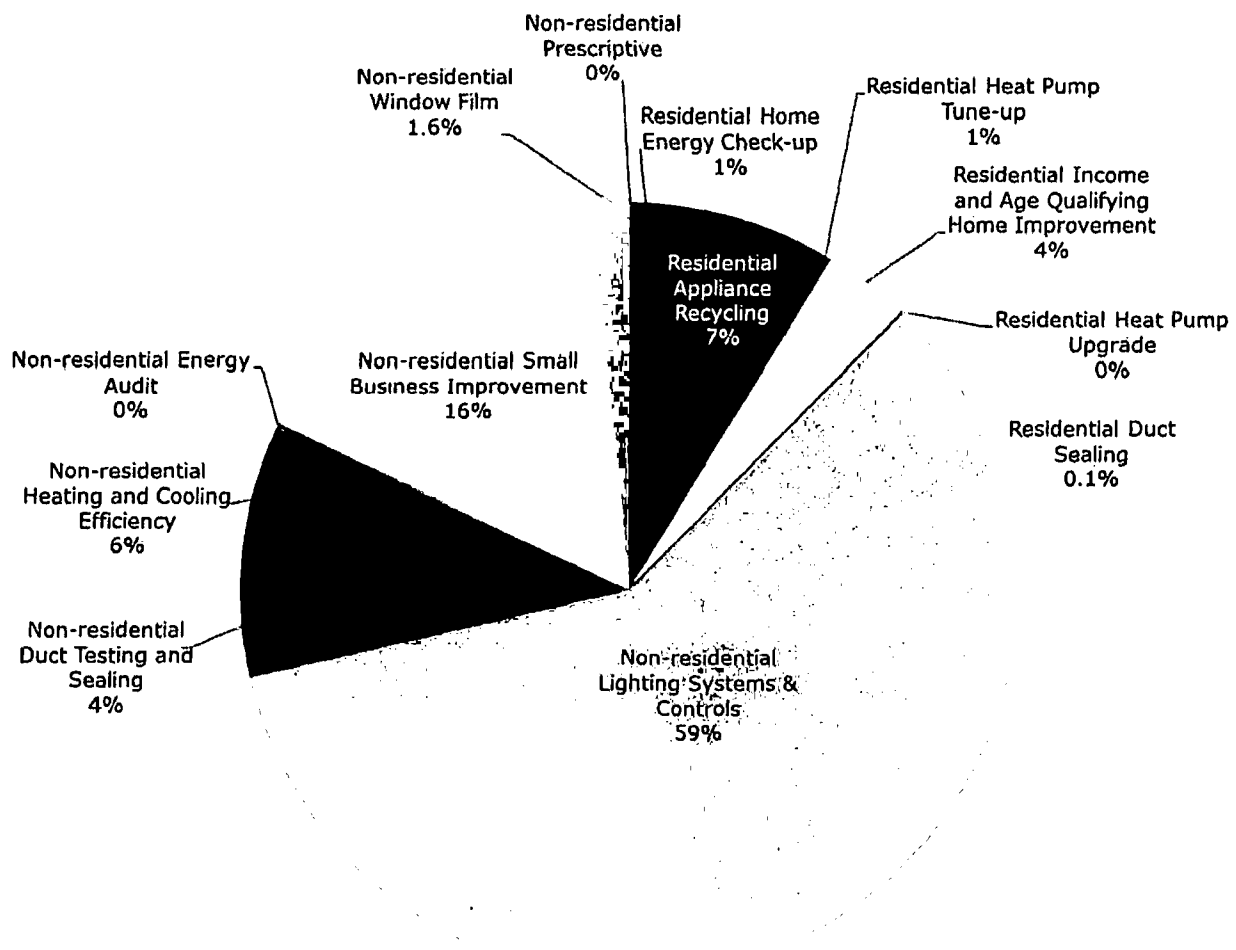 Non-residential
Prescriptive
0%
Non-residential
Window Film
1.6%
Residential Home
Energy Check-up
1%
Residential Heat Pump
Tune-up
1%
Residential Income
and Age Qualifying
Home Improvement
4%
Residential
Appliance
Recycling
7%
Residential Heat Pump
Upgrade
0%
Non-residential Energy
Audit
0%
Non-residential Small
Business Improvement
16%
Residential Duct
Sealing
0.1%
Non-residential
Heating and Cooling
Efficiency
6%
Non-residential
Duct Testing and
Sealing
4%
Non-residential
Lighting Systems &
Controls
59%